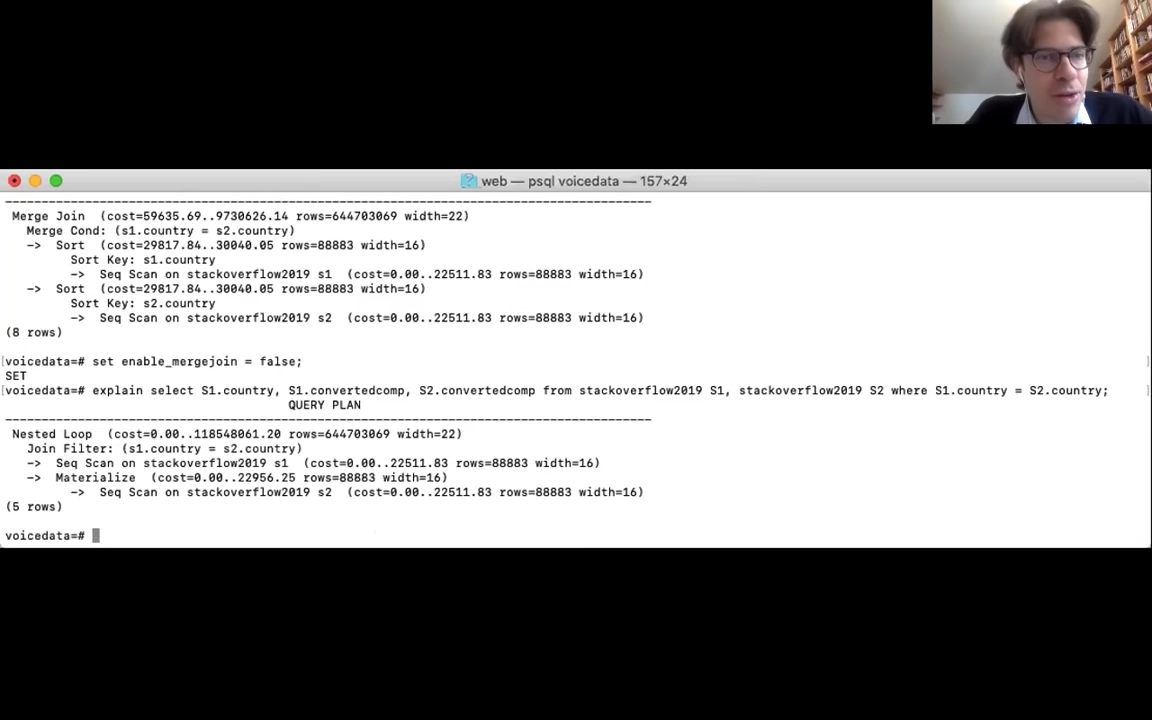 web — psql voicedata — 157×24
---------------------------------------------------------------------------------------
Merge Join  (cost=59635.69..9730626.14 rows=644703069 width=22)
  Merge Cond: (s1.country = s2.country)
  ->  Sort  (cost=29817.84..30040.05 rows=88883 width=16)
        Sort Key: s1.country
        ->  Seq Scan on stackoverflow2019 s1  (cost=0.00..22511.83 rows=88883 width=16)
  ->  Sort  (cost=29817.84..30040.05 rows=88883 width=16)
        Sort Key: s2.country
        ->  Seq Scan on stackoverflow2019 s2  (cost=0.00..22511.83 rows=88883 width=16)
(8 rows)
[voicedata=# set enable_mergejoin = false; ]
SET
[voicedata=# explain select S1.country, S1.convertedcomp, S2.convertedcomp from stackoverflow2019 S1, stackoverflow2019 S2 where S1.country = S2.country; ]
QUERY PLAN
---------------------------------------------------------------------------------------
Nested Loop  (cost=0.00..118548061.20 rows=644703069 width=22)
  Join Filter: (s1.country = s2.country)
  ->  Seq Scan on stackoverflow2019 s1  (cost=0.00..22511.83 rows=88883 width=16)
  ->  Materialize  (cost=0.00..22956.25 rows=88883 width=16)
        ->  Seq Scan on stackoverflow2019 s2  (cost=0.00..22511.83 rows=88883 width=16)
(5 rows)
voicedata=#